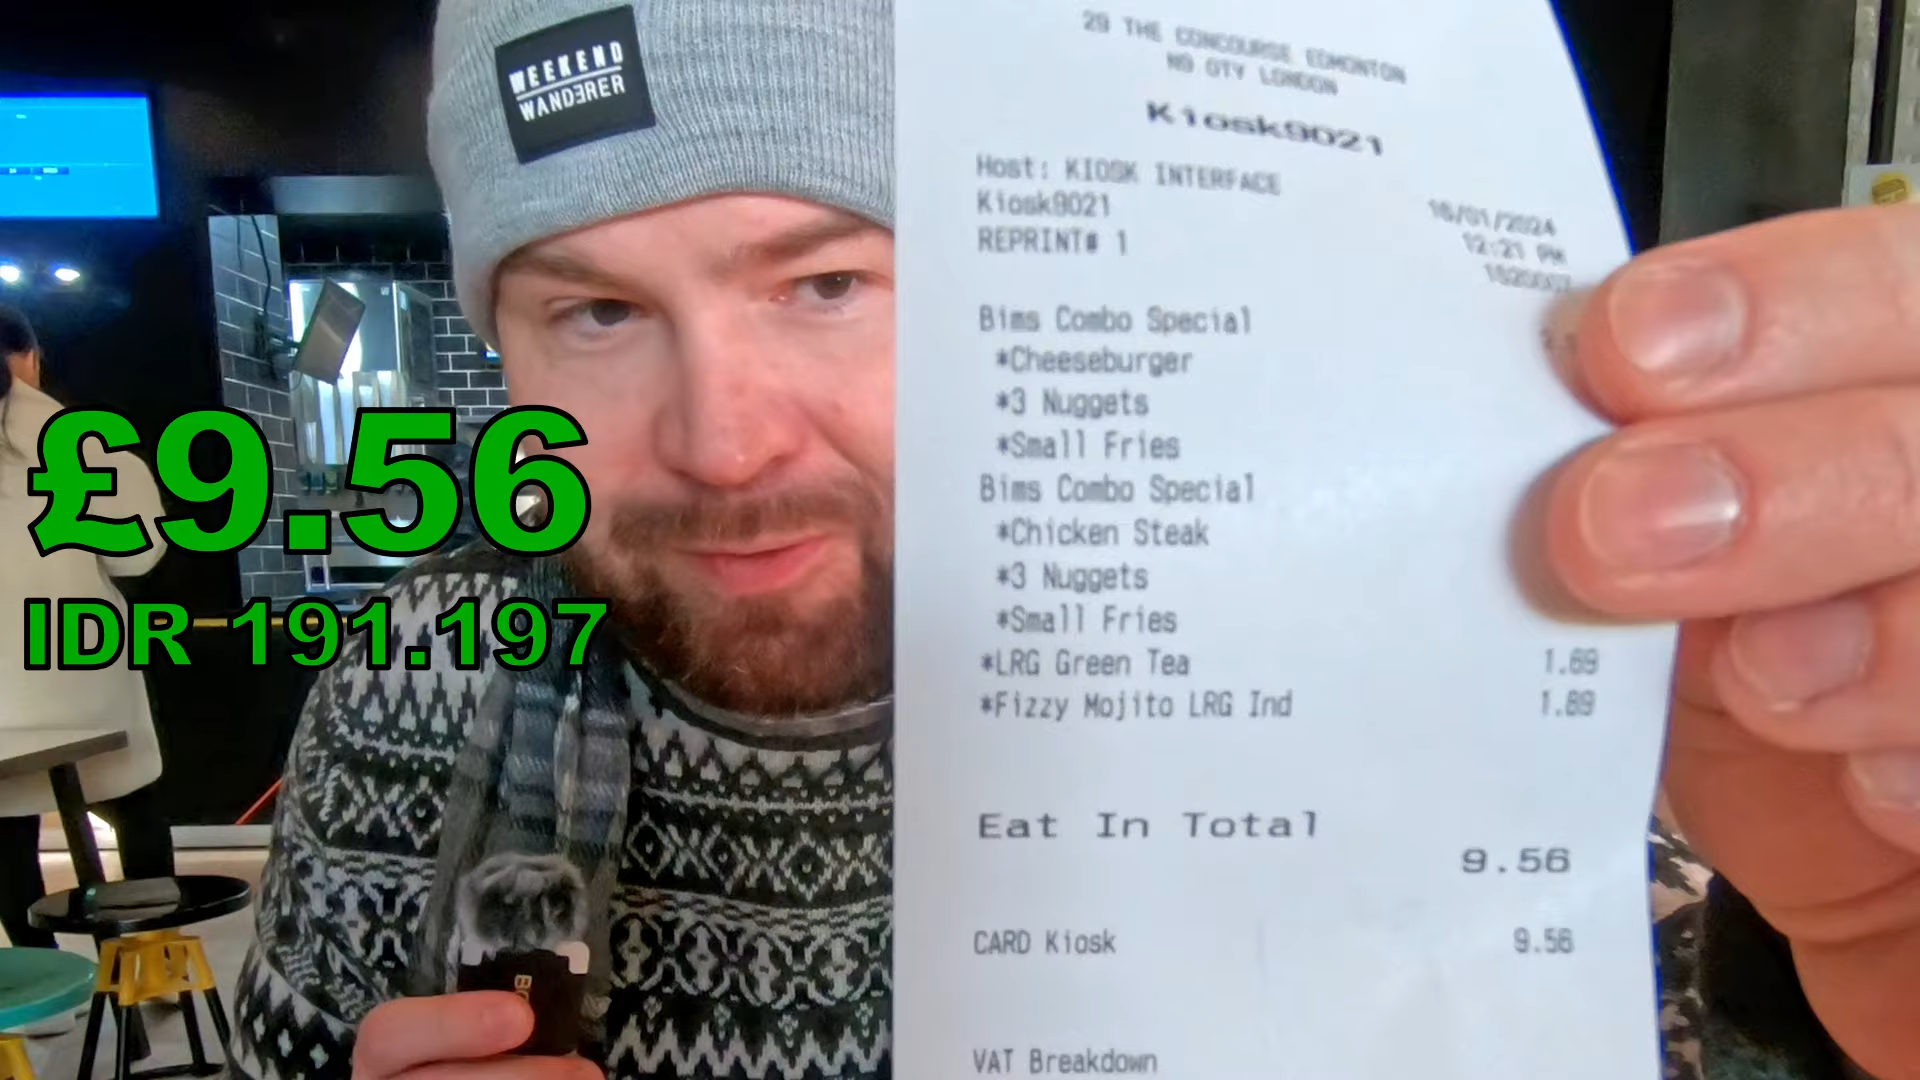 WEEKEND
WANDERER
£9.56
IDR 191.197
29 THE CONCOURSE EDMONTON
N9 0TY LONDON
Kiosk9021
Host: KIOSK INTERFACE
Kiosk9021
REPRINT# 1
16/01/2024
12:21 PM
Bims Combo Special
*Cheeseburger
*3 Nuggets
*Small Fries
Bims Combo Special
*Chicken Steak
*3 Nuggets
*Small Fries
*LRG Green Tea 1.69
*Fizzy Mojito LRG Ind 1.89
Eat In Total
9.56
CARD Kiosk 9.56
VAT Breakdown